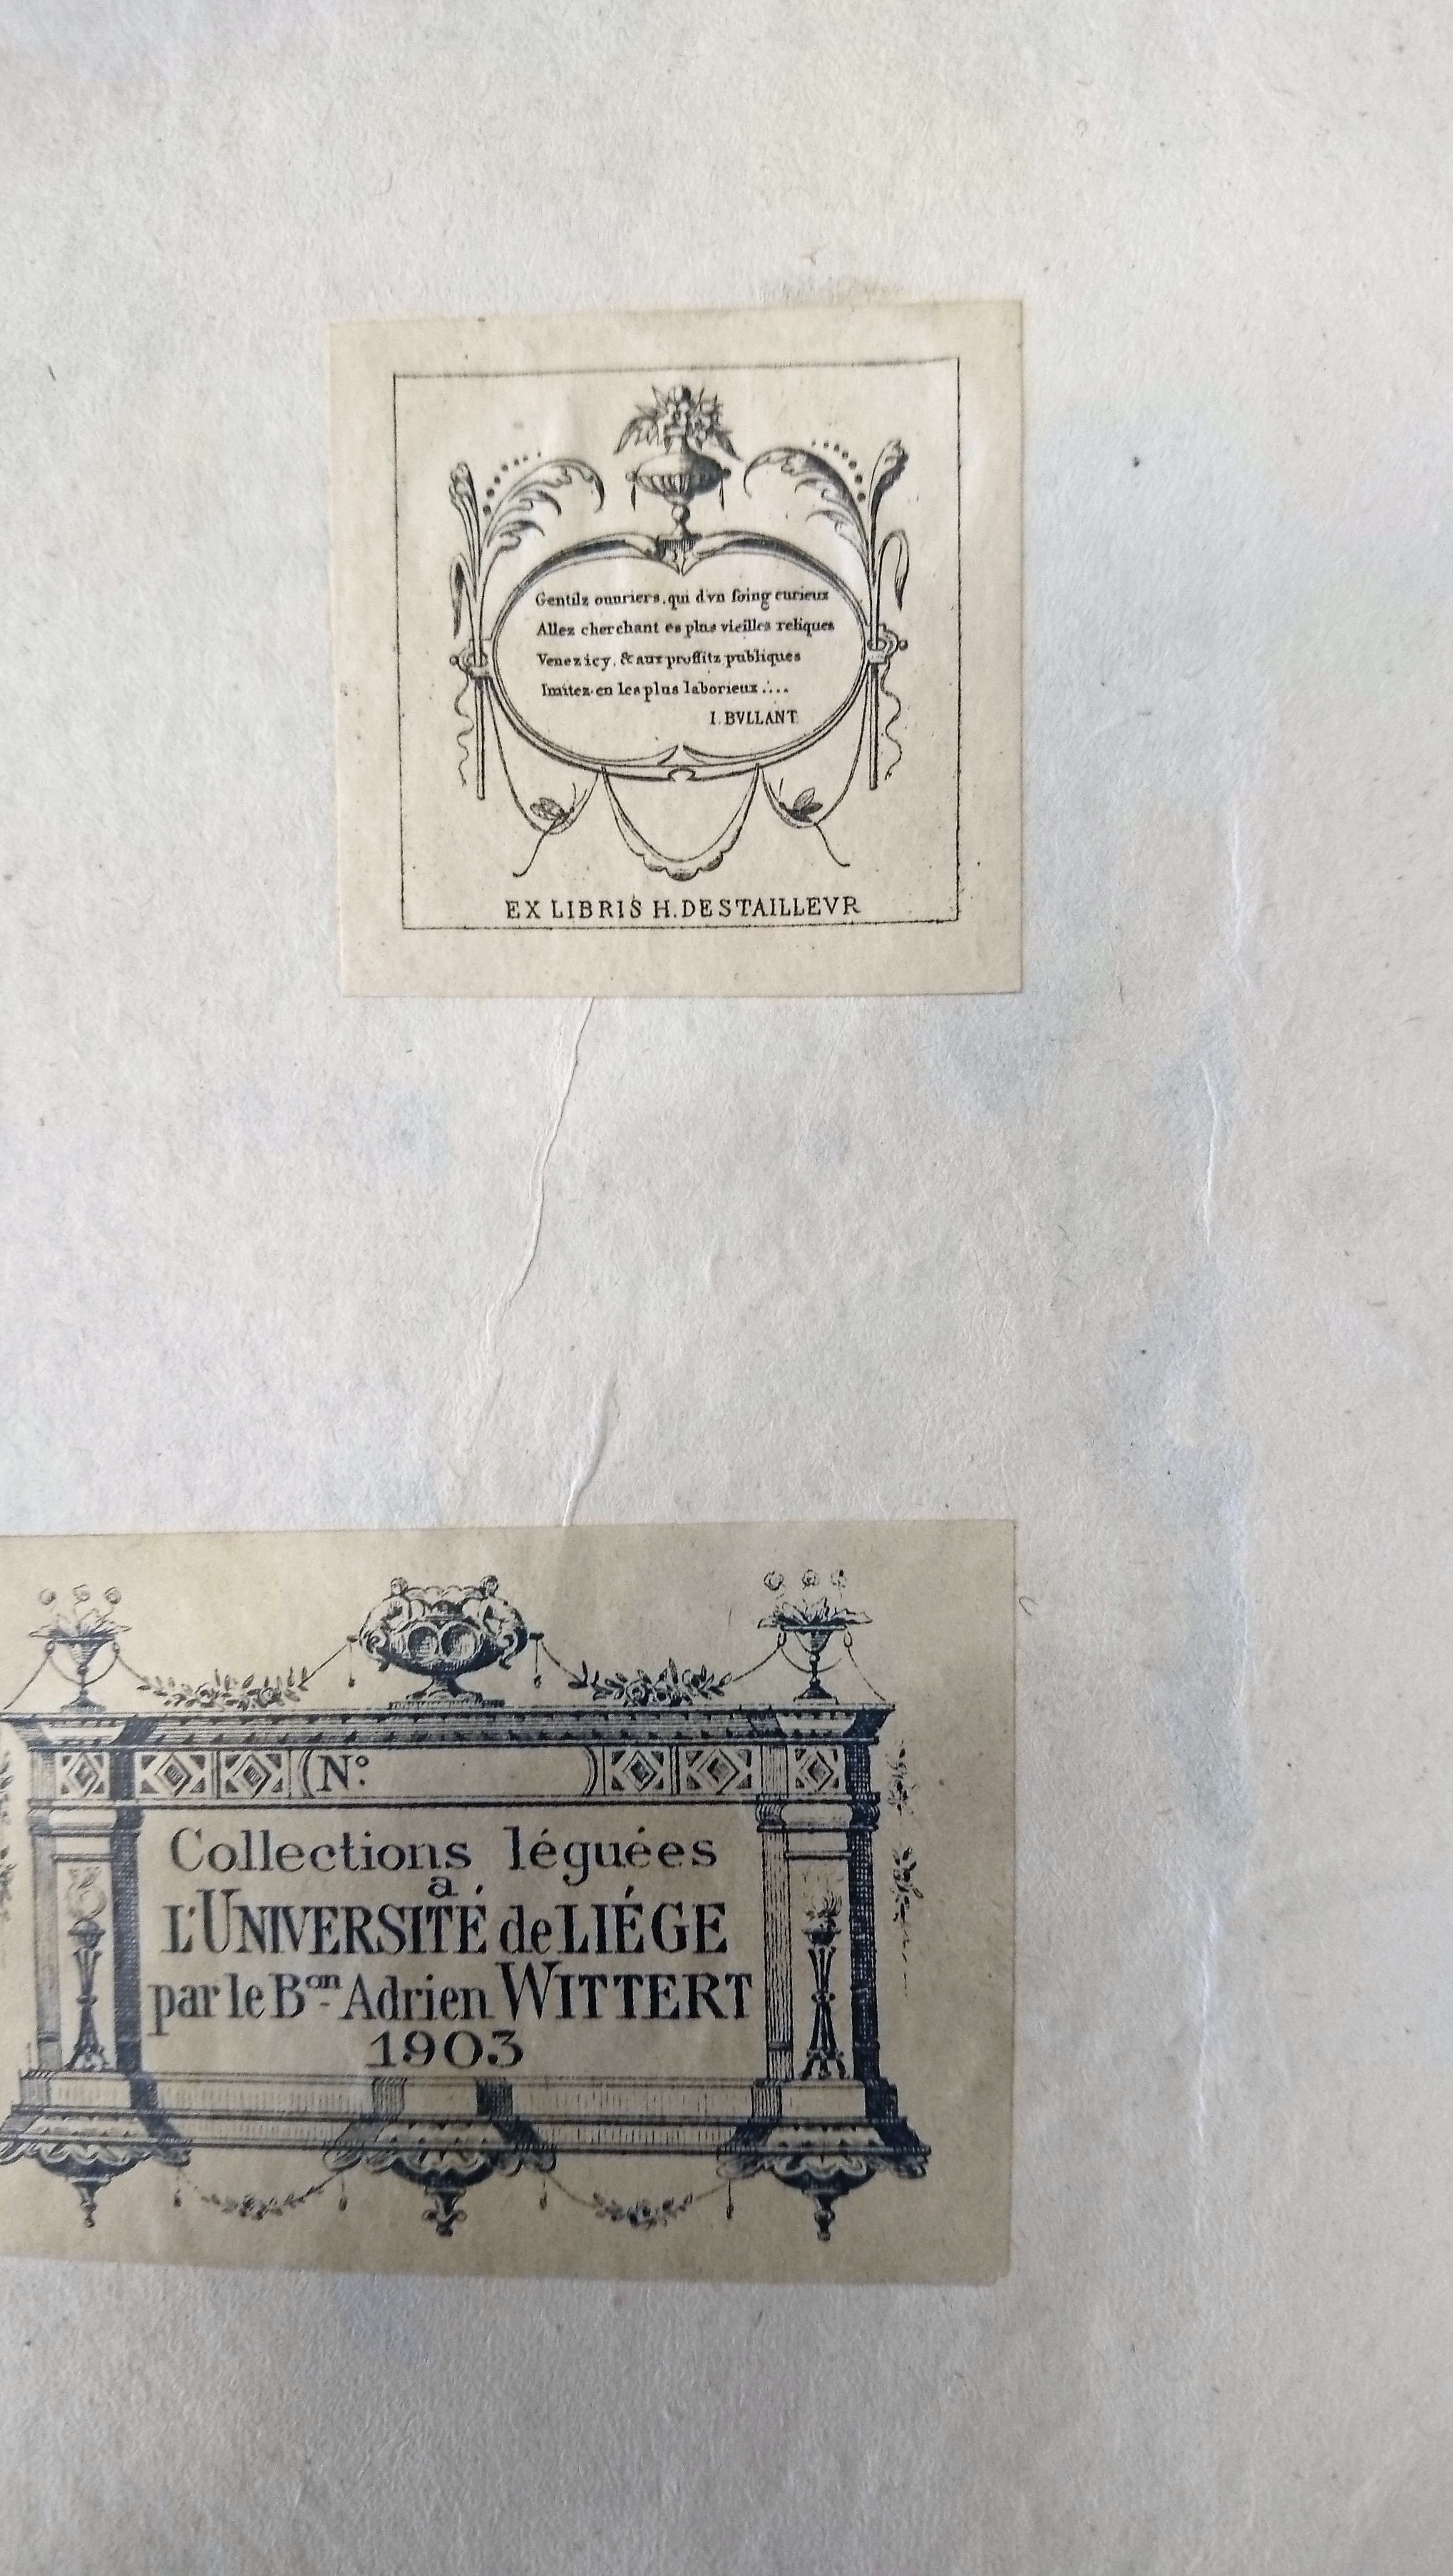 Gentilz ouuriers, qui d'vn soing curieux
Allez cherchant es plus vieilles reliques
Venez icy, & aux proffitz publiques
Imitez-en les plus laborieux ....
I. BVLLANT.
EX LIBRIS H. DESTAILLEVR
(N°: )
Collections léguées
a
L'UNIVERSITÉ de LIÉGE
par le Bon Adrien WITTERT
1903